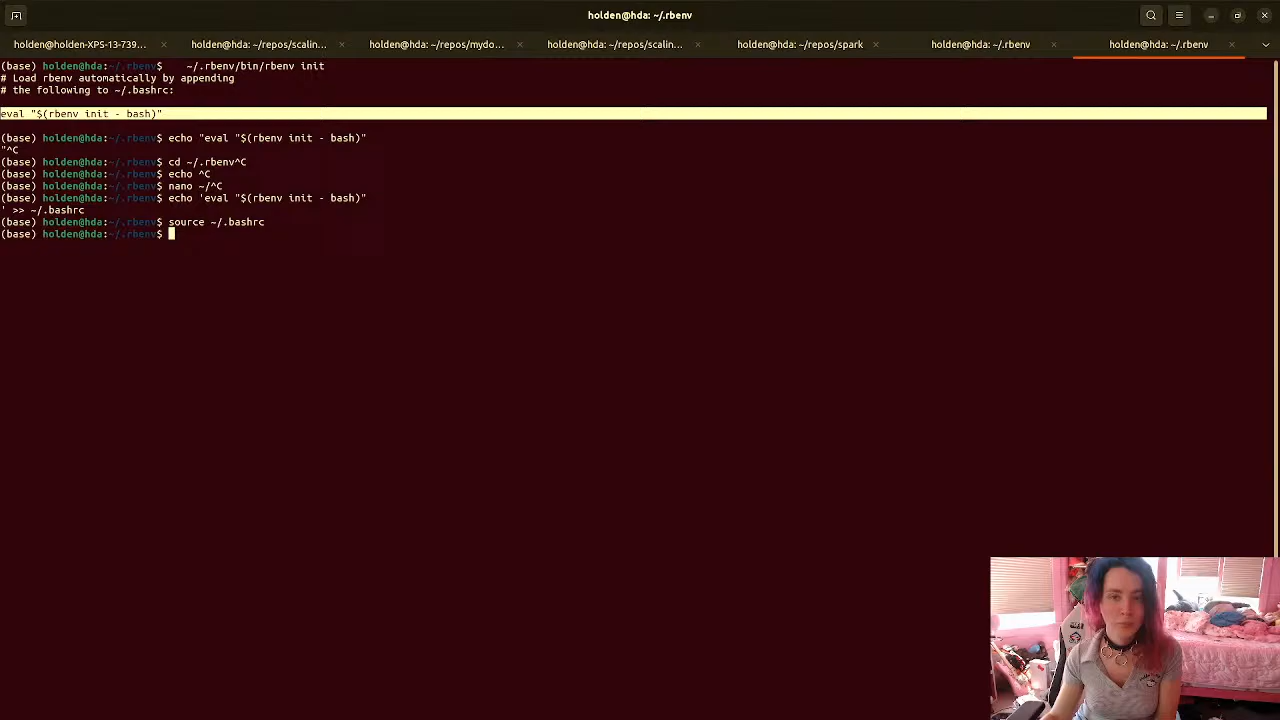 holden@hda: ~/.rbenv
holden@holden-XPS-13-739...
holden@hda: ~/repos/scalin...
holden@hda: ~/repos/mydo...
holden@hda: ~/repos/scalin...
holden@hda: ~/repos/spark
holden@hda: ~/.rbenv
holden@hda: ~/.rbenv
(base) holden@hda:~/.rbenv$   ~/.rbenv/bin/rbenv init
# Load rbenv automatically by appending
# the following to ~/.bashrc:
eval "$(rbenv init - bash)"
(base) holden@hda:~/.rbenv$ echo "eval "$(rbenv init - bash)"
"^C
(base) holden@hda:~/.rbenv$ cd ~/.rbenv^C
(base) holden@hda:~/.rbenv$ echo ^C
(base) holden@hda:~/.rbenv$ nano ~/^C
(base) holden@hda:~/.rbenv$ echo 'eval "$(rbenv init - bash)"
' >> ~/.bashrc
(base) holden@hda:~/.rbenv$ source ~/.bashrc
(base) holden@hda:~/.rbenv$